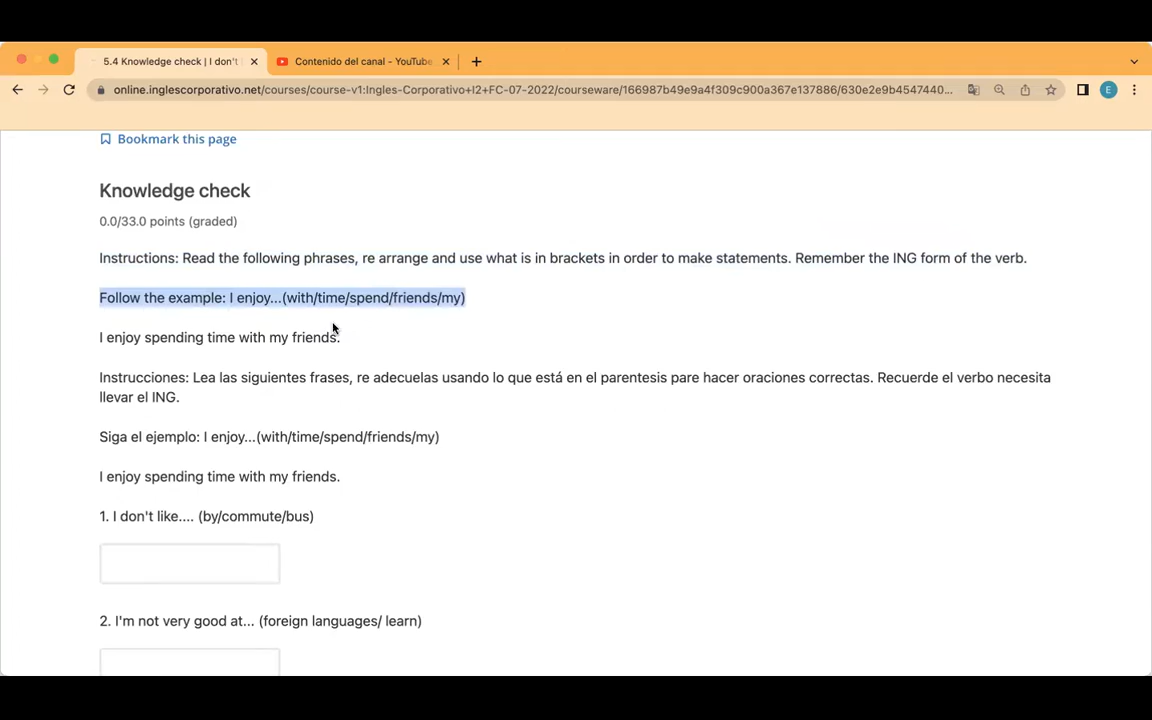 5.4 Knowledge check | I don't
Contenido del canal - YouTube
online.inglescorporativo.net/courses/course-v1:Ingles-Corporativo+I2+FC-07-2022/courseware/166987b49e9a4f309c900a367e137886/630e2e9b4547440...
E
Bookmark this page
Knowledge check
0.0/33.0 points (graded)
Instructions: Read the following phrases, re arrange and use what is in brackets in order to make statements. Remember the ING form of the verb.
Follow the example: I enjoy...(with/time/spend/friends/my)
I enjoy spending time with my friends.
Instrucciones: Lea las siguientes frases, re adecuelas usando lo que está en el parentesis pare hacer oraciones correctas. Recuerde el verbo necesita
llevar el ING.
Siga el ejemplo: I enjoy...(with/time/spend/friends/my)
I enjoy spending time with my friends.
1. I don't like.... (by/commute/bus)
2. I'm not very good at... (foreign languages/ learn)